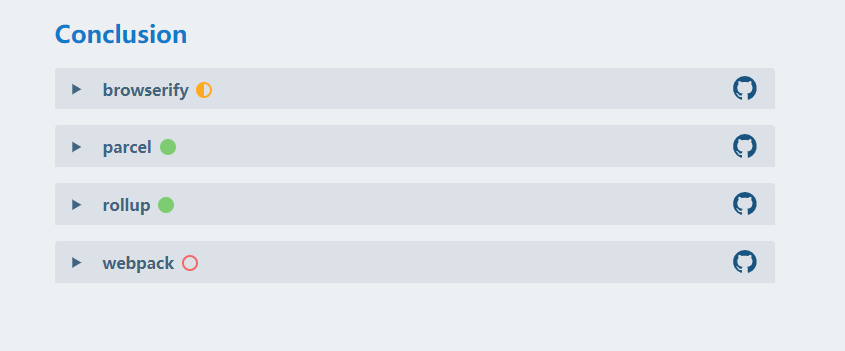 Conclusion
browserify
parcel
rollup
webpack